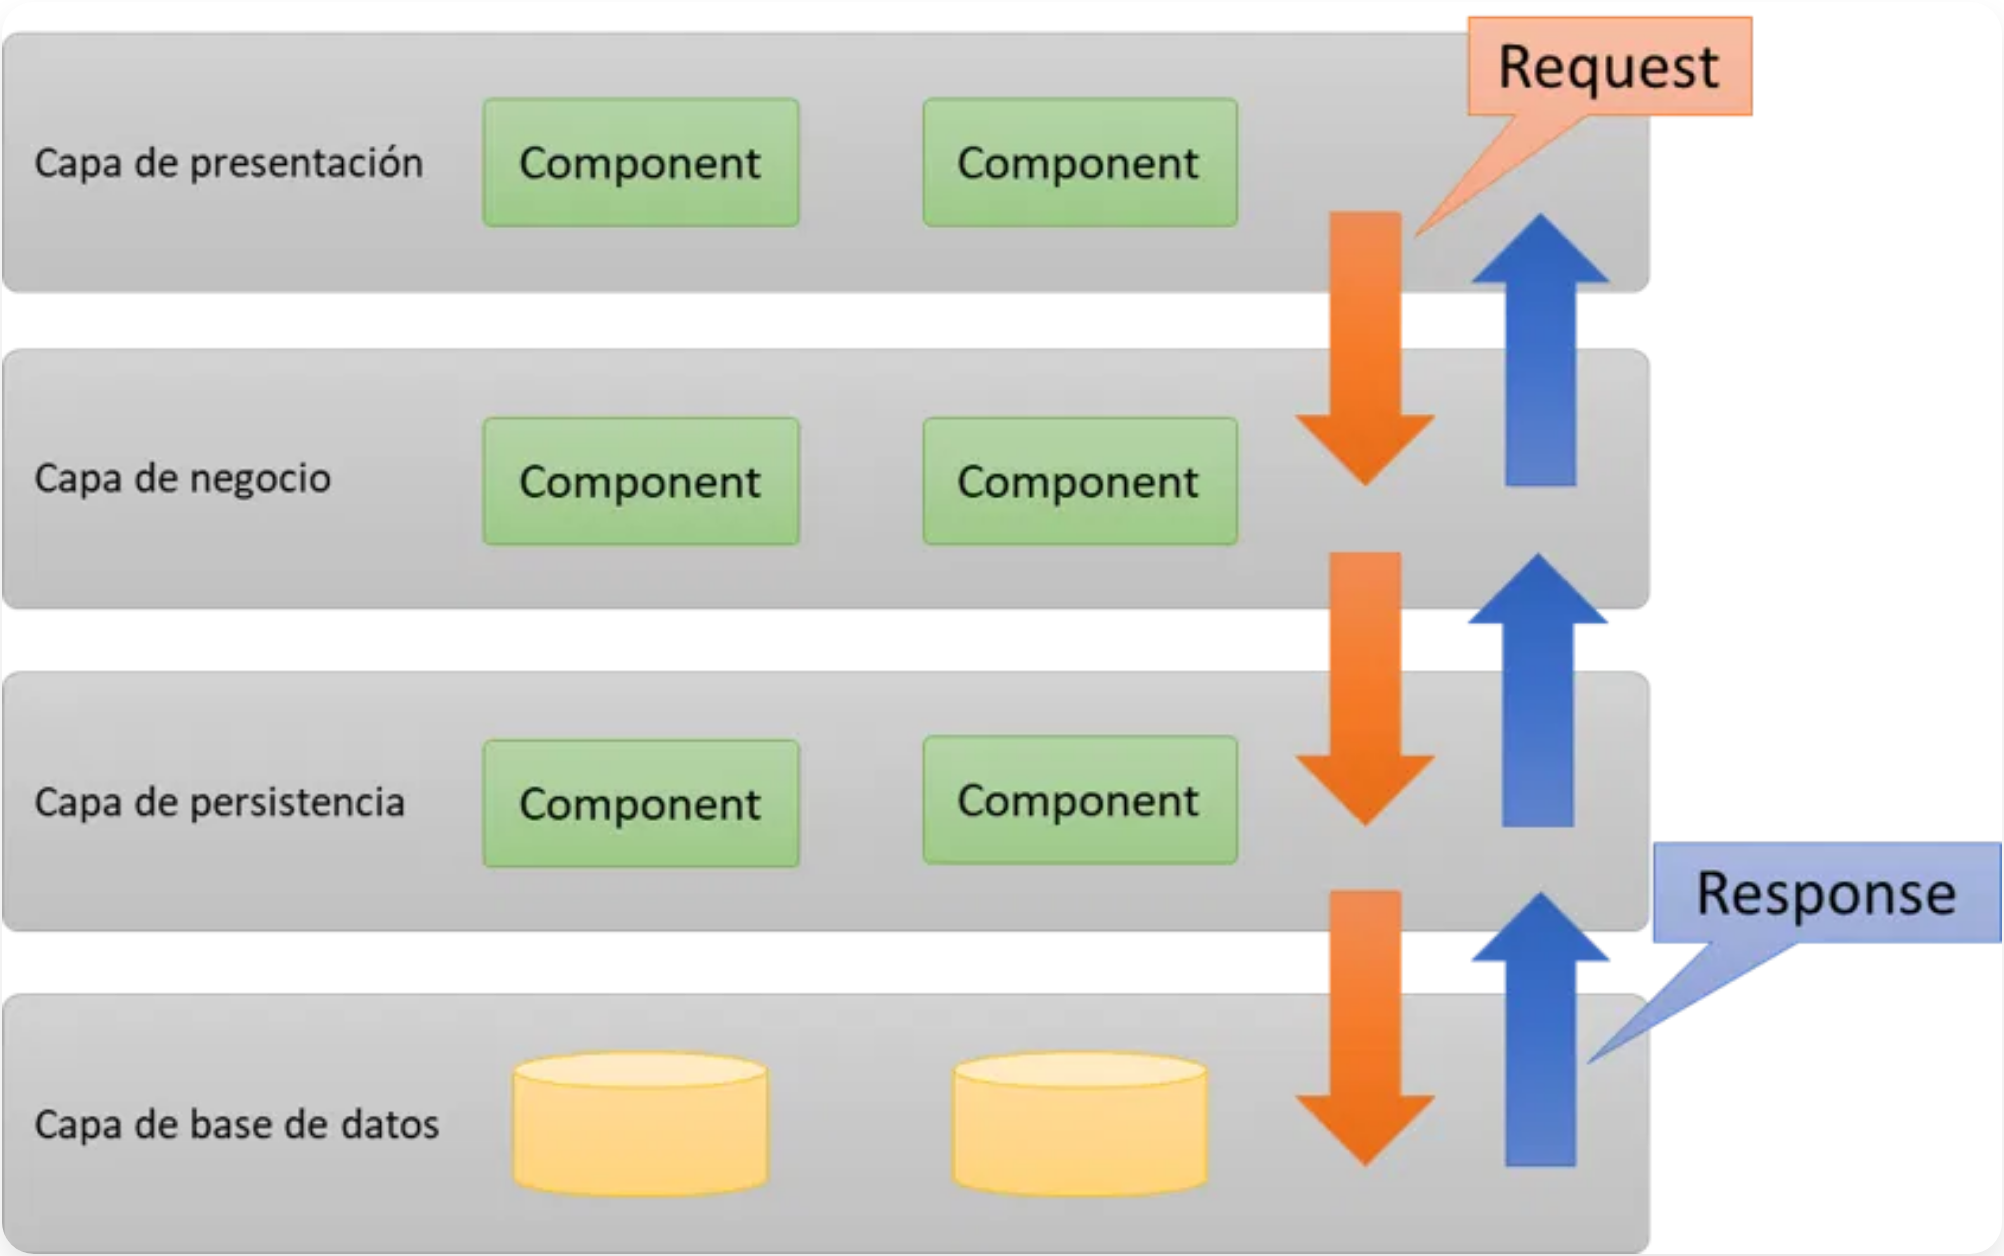 Request
Capa de presentación
Component
Component
Capa de negocio
Component
Component
Capa de persistencia
Component
Component
Response
Capa de base de datos